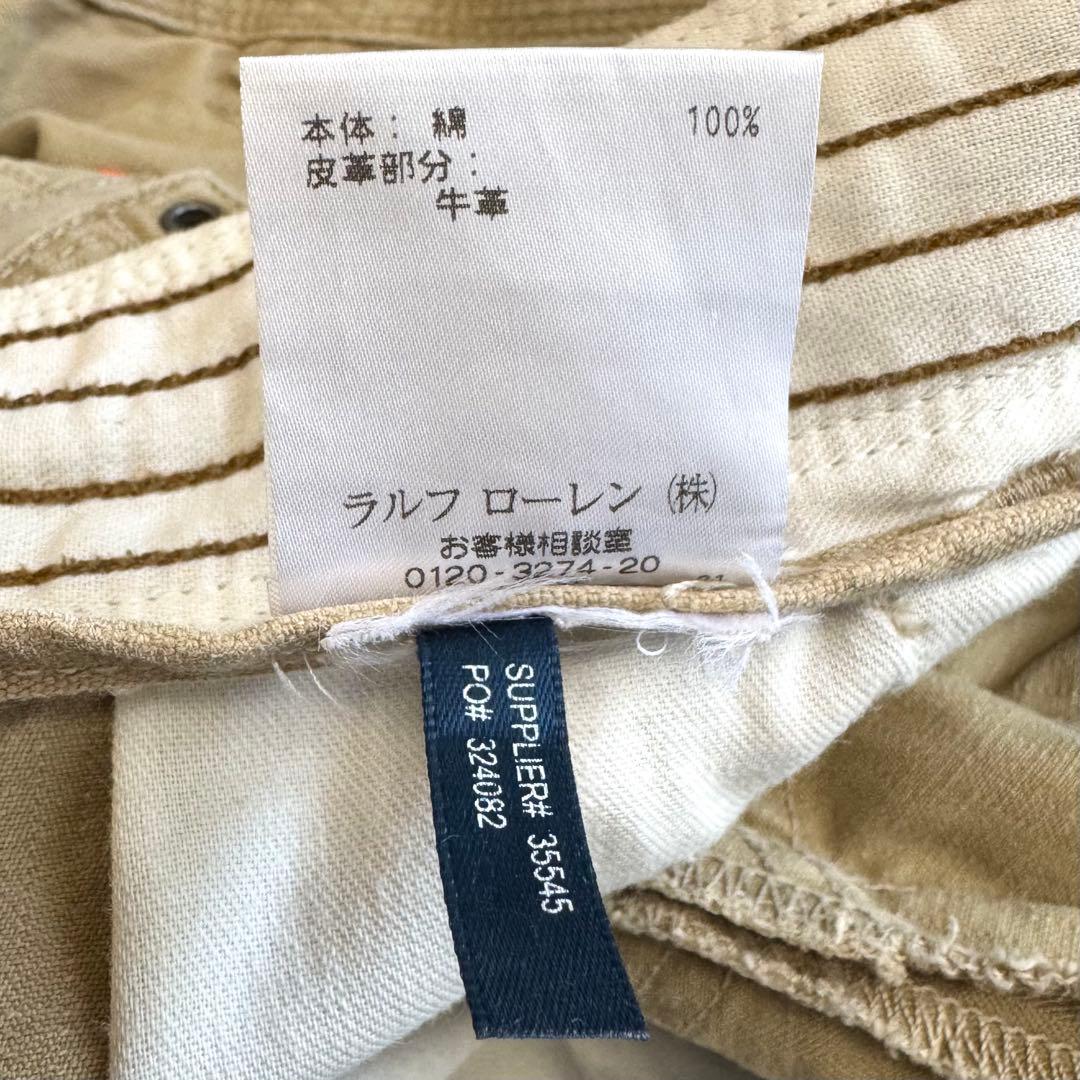 本体： 綿 100%
皮革部分：
牛革
ラルフ ローレン （株）
お客様相談室
0120-3274-20
SUPPLIER# 35545
PO# 324082